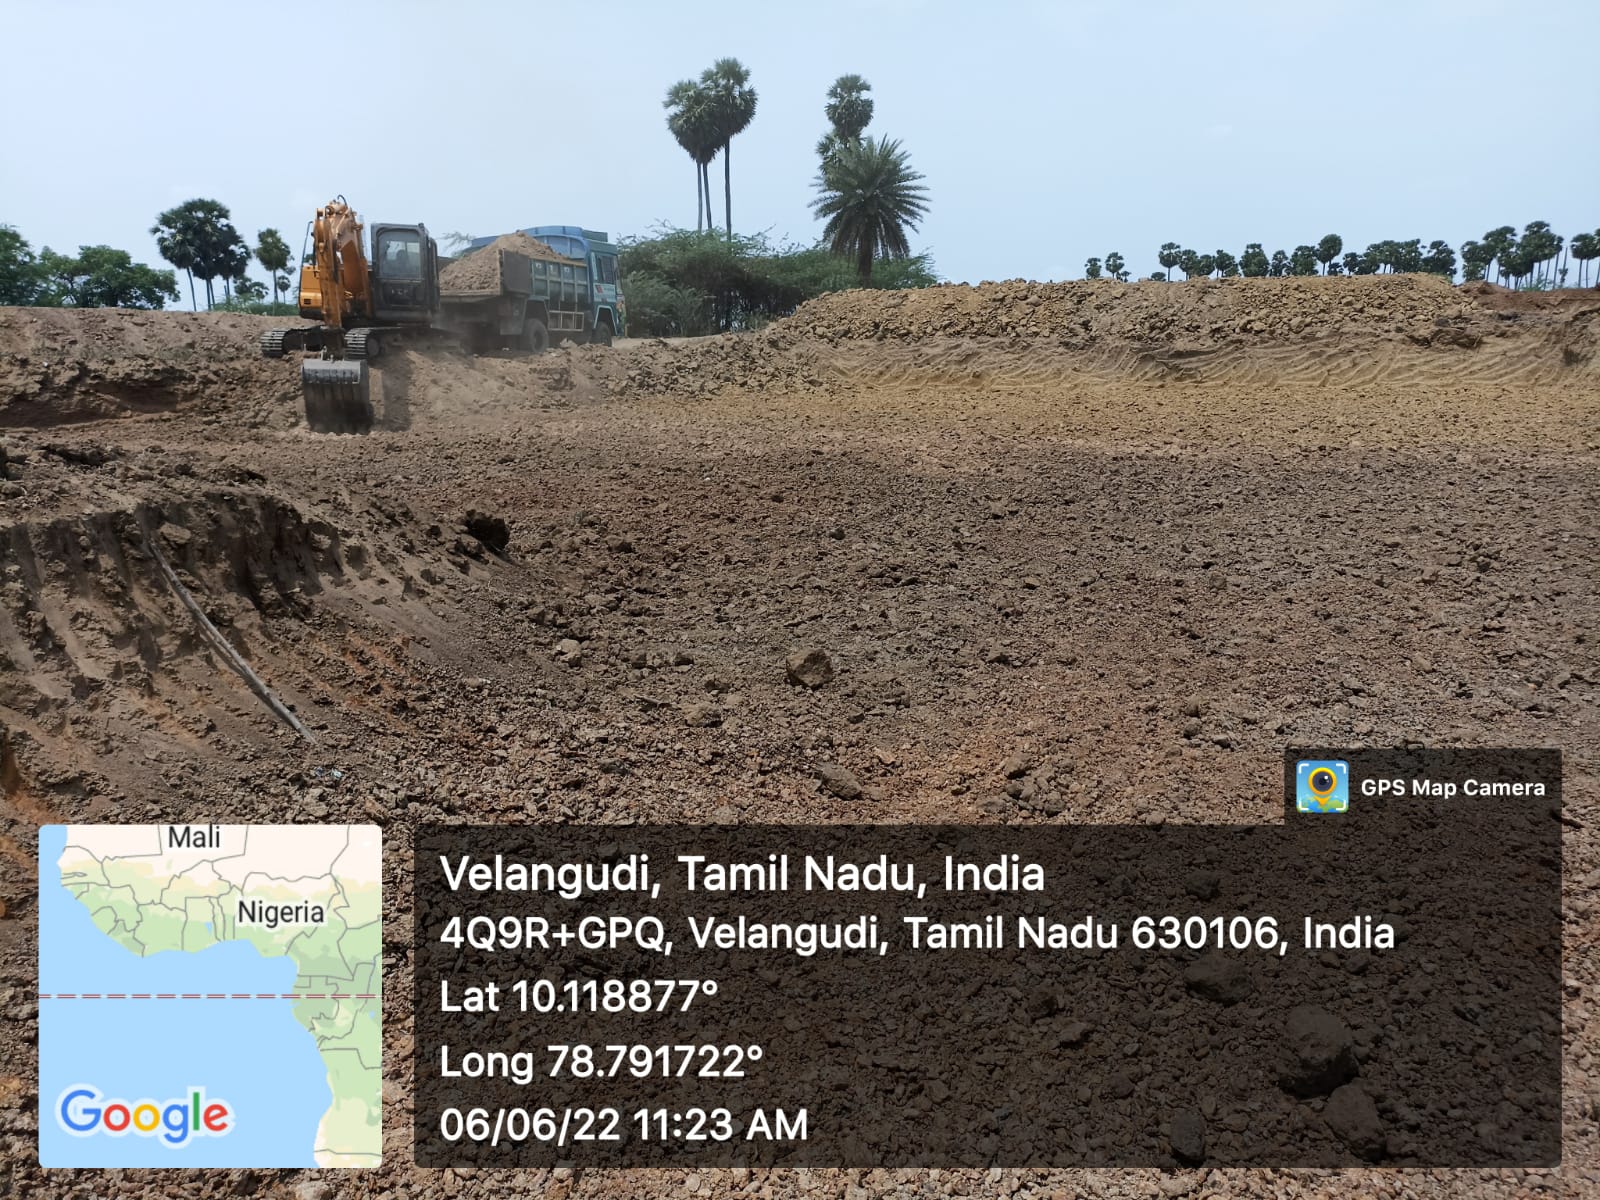 GPS Map Camera
Mali
Nigeria
Google
Velangudi, Tamil Nadu, India
4Q9R+GPQ, Velangudi, Tamil Nadu 630106, India
Lat 10.118877°
Long 78.791722°
06/06/22 11:23 AM